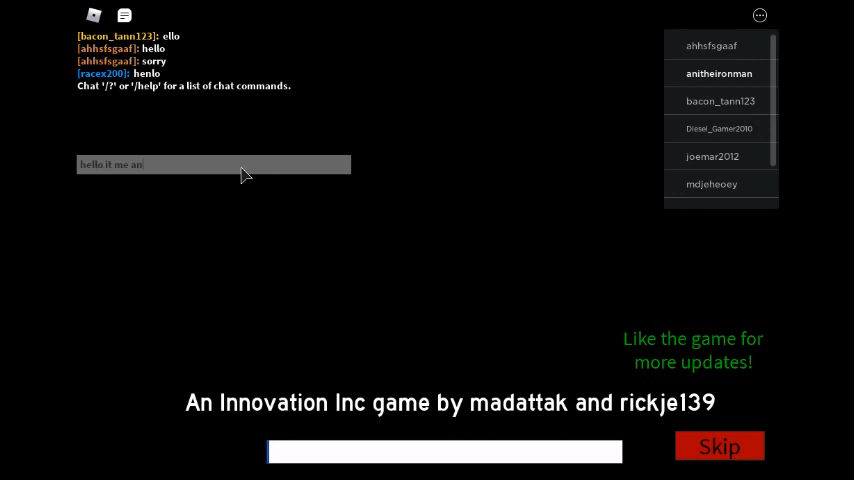 [bacon_tann123]: ello
[ahhsfsgaaf]: hello
[ahhsfsgaaf]: sorry
[racex200]: henlo
Chat '/?' or '/help' for a list of chat commands.
hello it me an
ahhsfsgaaf
anitheironman
bacon_tann123
Diesel_Gamer2010
joemar2012
mdjeheoey
Like the game for
more updates!
An Innovation Inc game by madattak and rickje139
Skip